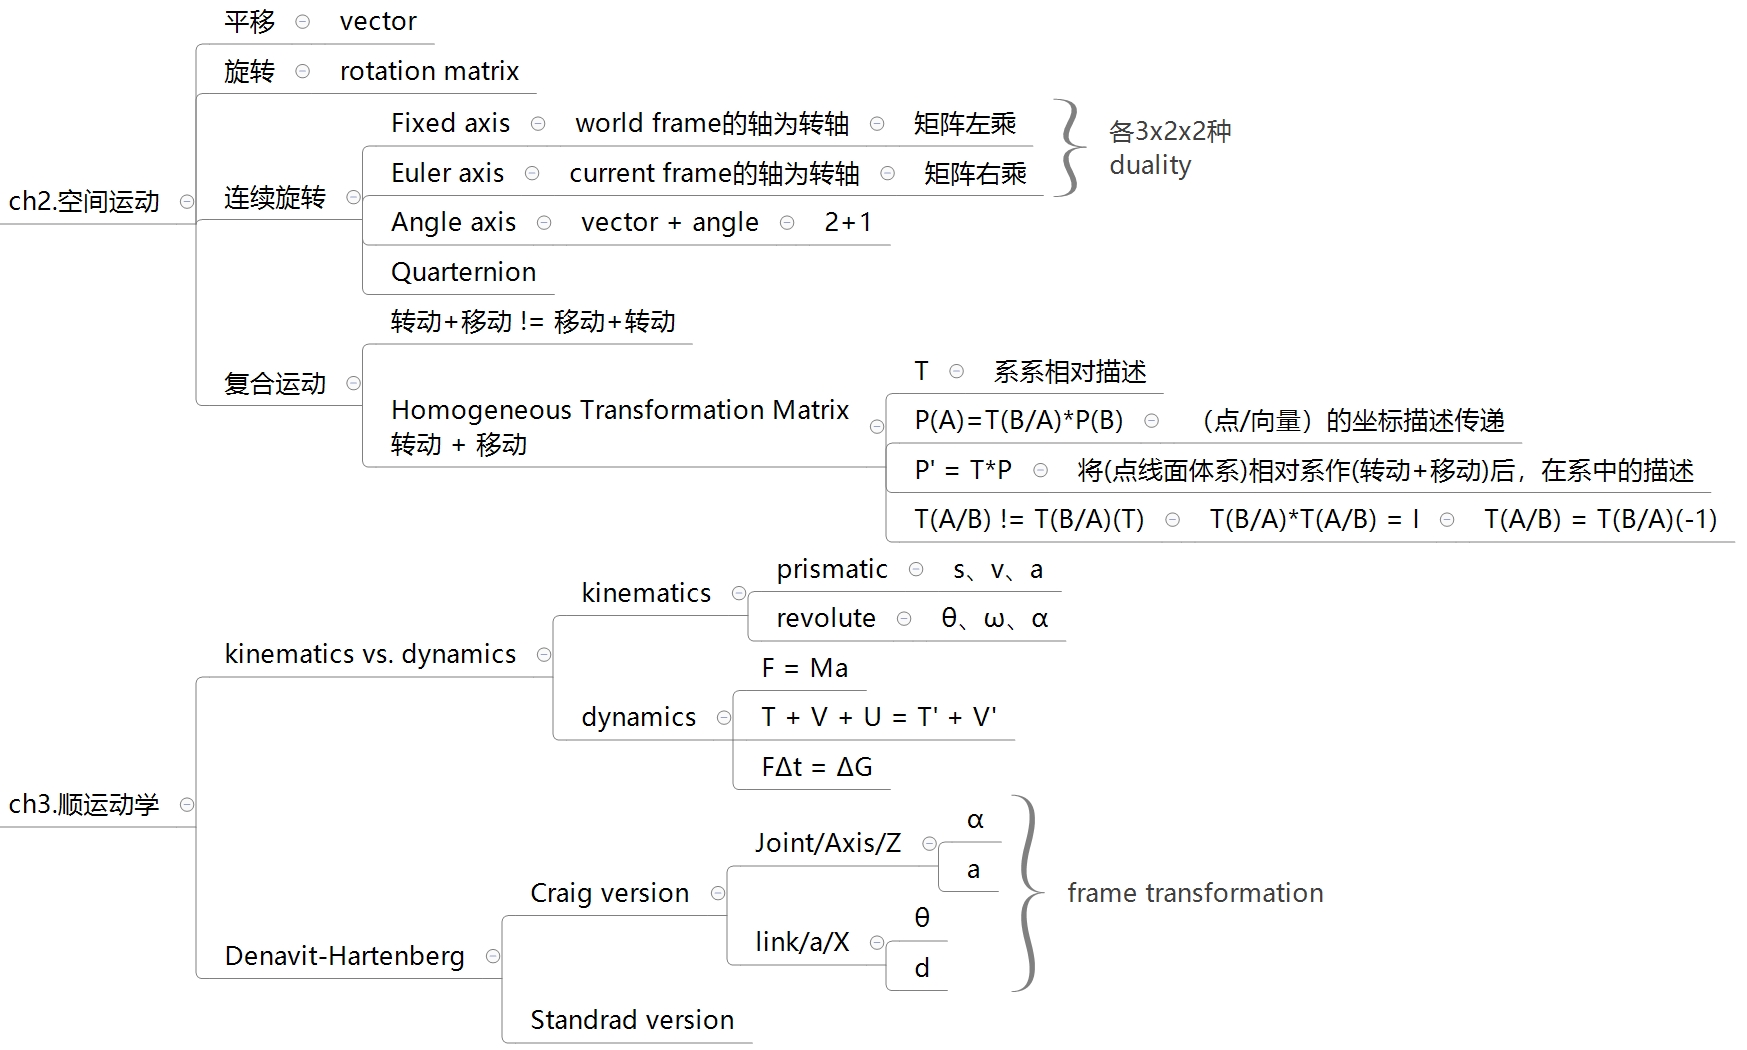 平移
vector
旋转
rotation matrix
Fixed axis
world frame的轴为转轴
矩阵左乘
各3x2x2种
duality
ch2.空间运动
连续旋转
Euler axis
current frame的轴为转轴
矩阵右乘
Angle axis
vector + angle
2+1
Quarternion
转动+移动 != 移动+转动
复合运动
Homogeneous Transformation Matrix
转动 + 移动
T
系系相对描述
P(A)=T(B/A)*P(B)
（点/向量）的坐标描述传递
P' = T*P
将(点线面体系)相对系作(转动+移动)后，在系中的描述
T(A/B) != T(B/A)(T)
T(B/A)*T(A/B) = I
T(A/B) = T(B/A)(-1)
ch3.顺运动学
kinematics vs. dynamics
kinematics
prismatic
s、v、a
revolute
θ、ω、α
dynamics
F = Ma
T + V + U = T' + V'
FΔt = ΔG
Denavit-Hartenberg
Craig version
Joint/Axis/Z
α
a
link/a/X
θ
d
frame transformation
Standrad version